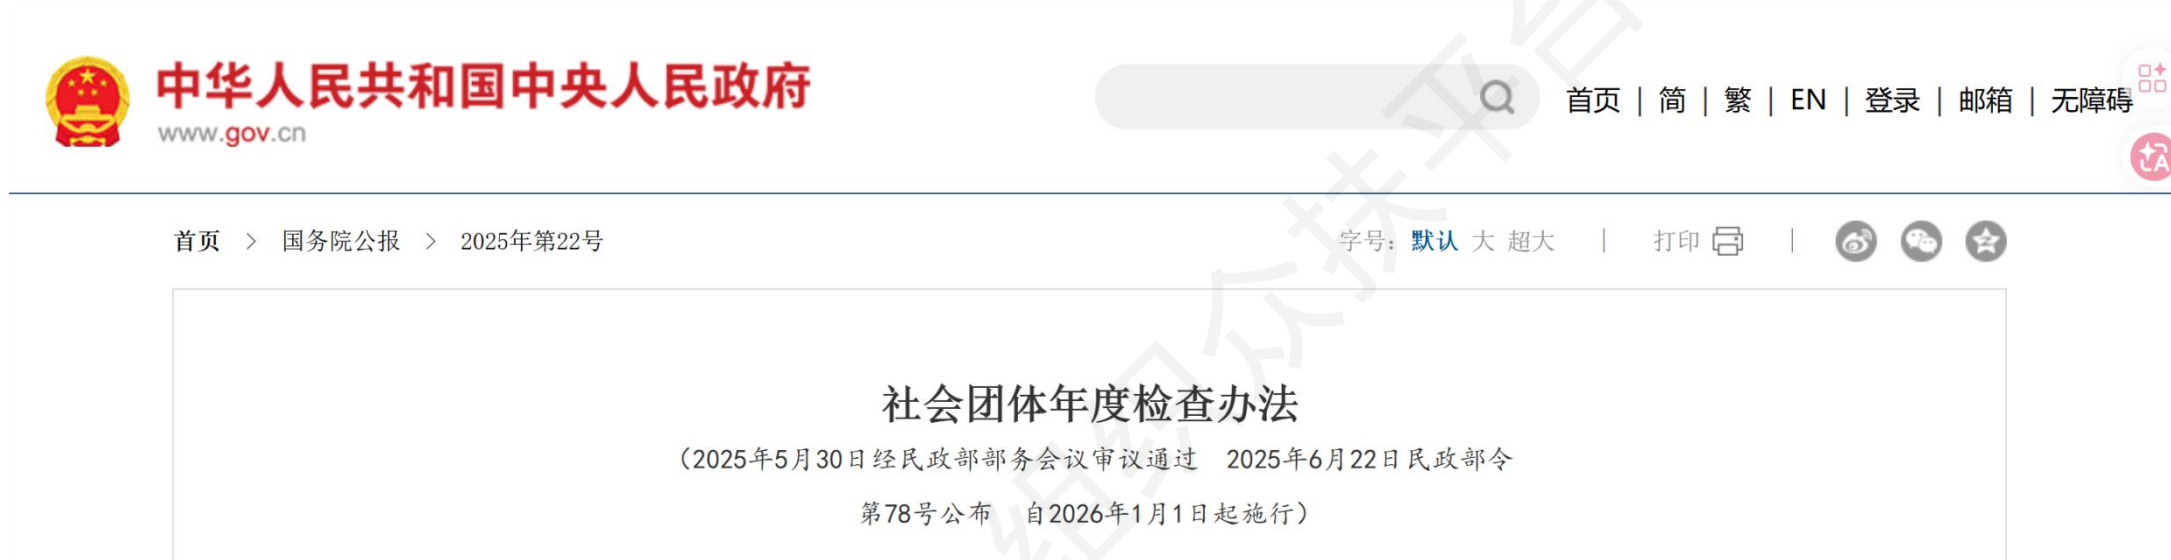 中华人民共和国中央人民政府
www.gov.cn
首页 | 简 | 繁 | EN | 登录 | 邮箱 | 无障碍
首页 > 国务院公报 > 2025年第22号
字号：默认 大 超大 | 打印 |
社会团体年度检查办法
（2025年5月30日经民政部部务会议审议通过 2025年6月22日民政部令
第78号公布 自2026年1月1日起施行）
组织众扶平台